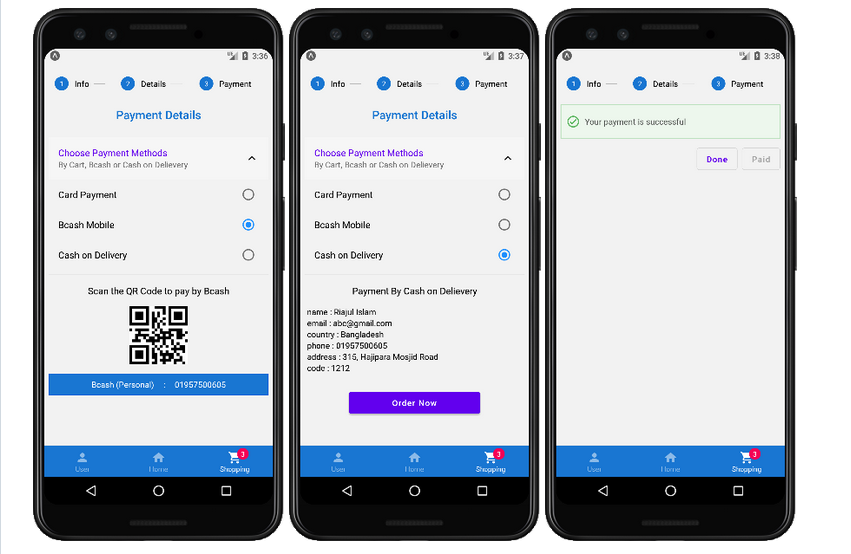 3:36
1 Info 2 Details 3 Payment
Payment Details
Choose Payment Methods
By Cart, Bcash or Cash on Delievery
Card Payment
Bcash Mobile
Cash on Delivery
Scan the QR Code to pay by Bcash
Bcash (Personal) : 01957500605
3
User Home Shopping
3:37
1 Info 2 Details 3 Payment
Payment Details
Choose Payment Methods
By Cart, Bcash or Cash on Delievery
Card Payment
Bcash Mobile
Cash on Delivery
Payment By Cash on Delievery
name : Riajul Islam
email : abc@gmail.com
country : Bangladesh
phone : 01957500605
address : 315, Hajipara Mosjid Road
code : 1212
Order Now
3
User Home Shopping
3:38
1 Info 2 Details 3 Payment
Your payment is successful
Done Paid
3
User Home Shopping